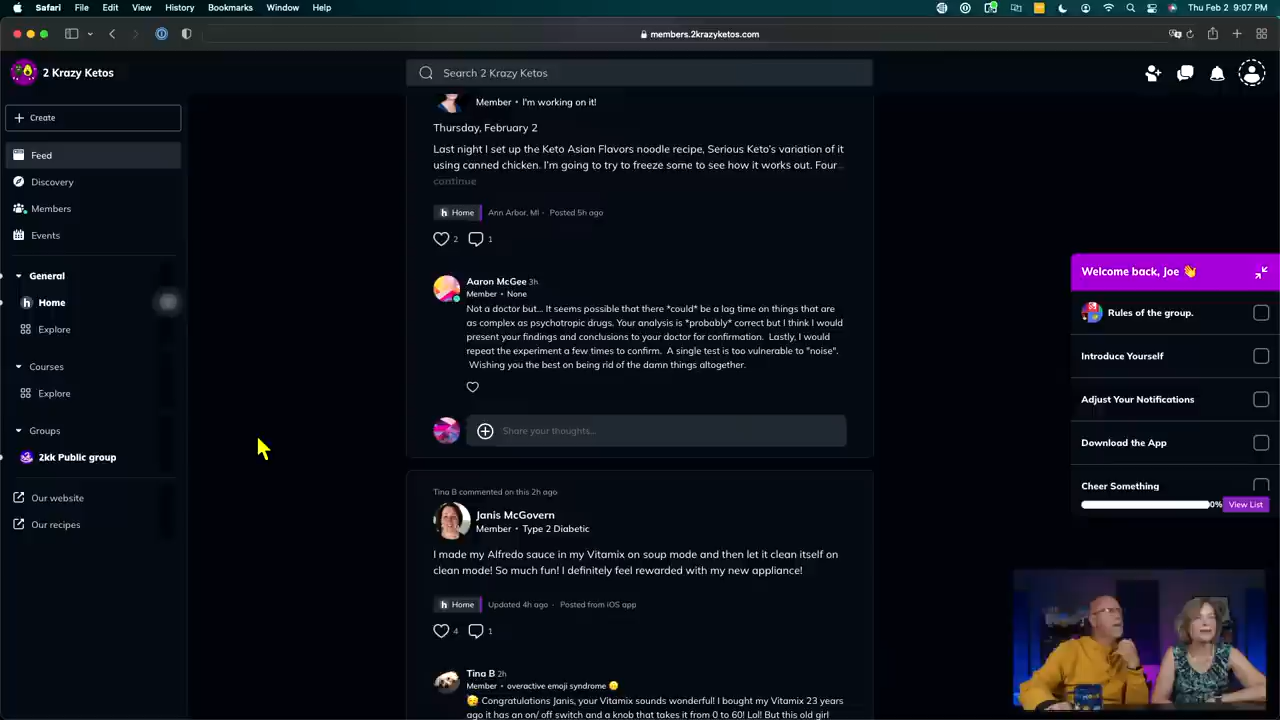 Safari File Edit View History Bookmarks Window Help
Thu Feb 2 9:07 PM
members.2krazyketos.com
2 Krazy Ketos
Search 2 Krazy Ketos
Create
Feed
Discovery
Members
Events
General
Home
Explore
Courses
Explore
Groups
2kk Public group
Our website
Our recipes
Member • I'm working on it!
Thursday, February 2
Last night I set up the Keto Asian Flavors noodle recipe, Serious Keto's variation of it
using canned chicken. I'm going to try to freeze some to see how it works out. Four...
continue
h Home Ann Arbor, MI · Posted 5h ago
2 1
Aaron McGee 3h
Member • None
Not a doctor but... It seems possible that there *could* be a lag time on things that are
as complex as psychotropic drugs. Your analysis is *probably* correct but I think I would
present your findings and conclusions to your doctor for confirmation. Lastly, I would
repeat the experiment a few times to confirm. A single test is too vulnerable to "noise".
Wishing you the best on being rid of the damn things altogether.
Share your thoughts...
Tina B commented on this 2h ago
Janis McGovern
Member • Type 2 Diabetic
I made my Alfredo sauce in my Vitamix on soup mode and then let it clean itself on
clean mode! So much fun! I definitely feel rewarded with my new appliance!
h Home Updated 4h ago · Posted from iOS app
4 1
Tina B 2h
Member • overactive emoji syndrome 🙃
😴 Congratulations Janis, your Vitamix sounds wonderful! I bought my Vitamix 23 years
ago it has an on/ off switch and a knob that takes it from 0 to 60! Lol! But this old girl
Welcome back, Joe 👋
Rules of the group.
Introduce Yourself
Adjust Your Notifications
Download the App
Cheer Something
0% View List